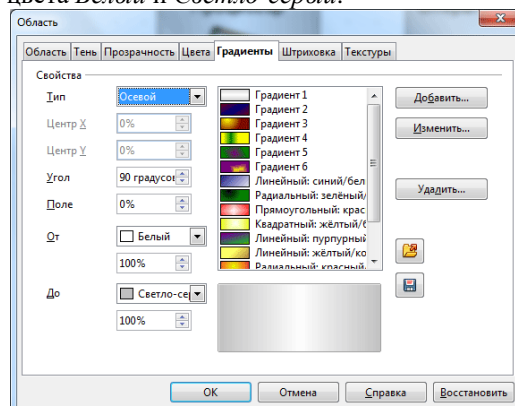 цвета Белый и Светло-серый.
Область
Область Тень Прозрачность Цвета Градиенты Штриховка Текстуры
Свойства
Тип Осевой
Центр X 0%
Центр Y 0%
Угол 90 градусов
Поле 0%
От Белый
100%
До Светло-се
100%
Градиент 1
Градиент 2
Градиент 3
Градиент 4
Градиент 5
Градиент 6
Линейный: синий/бел
Радиальный: зелёный/
Прямоугольный: крас
Квадратный: жёлтый/б
Линейный: пурпурный
Линейный: жёлтый/ко
Радиальный: красный/
Добавить...
Изменить...
Удалить...
ОК Отмена Справка Восстановить